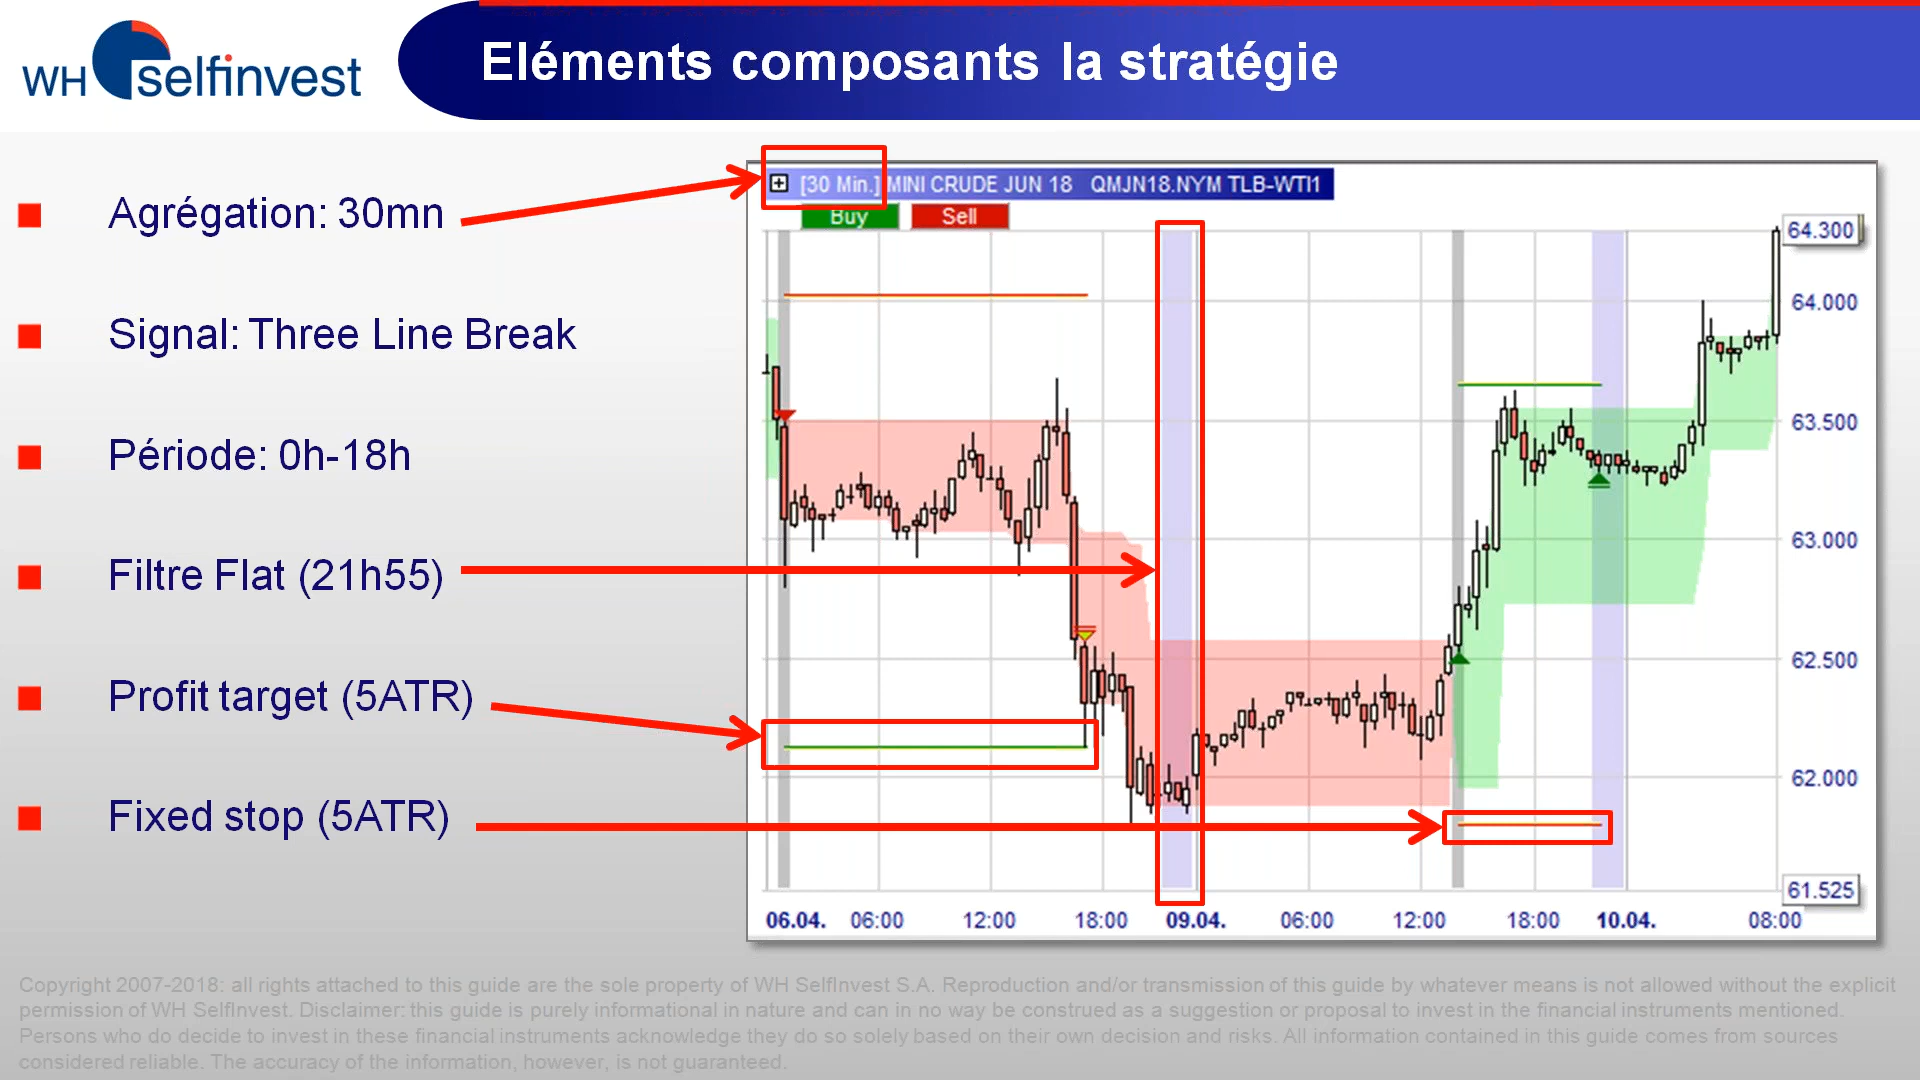 WH selfinvest
Eléments composants la stratégie
Agrégation: 30mn
Signal: Three Line Break
Période: 0h-18h
Filtre Flat (21h55)
Profit target (5ATR)
Fixed stop (5ATR)
[30 Min.] MINI CRUDE JUN 18 QMJN18.NYM TLB-WTI1
Buy Sell
64.300
64.000
63.500
63.000
62.500
62.000
61.525
06.04. 06:00 12:00 18:00 09.04. 06:00 12:00 18:00 10.04. 08:00
Copyright 2007-2018: all rights attached to this guide are the sole property of WH SelfInvest S.A. Reproduction and/or transmission of this guide by whatever means is not allowed without the explicit
permission of WH SelfInvest. Disclaimer: this guide is purely informational in nature and can in no way be construed as a suggestion or proposal to invest in the financial instruments mentioned.
Persons who do decide to invest in these financial instruments acknowledge they do so solely based on their own decision and risks. All information contained in this guide comes from sources
considered reliable. The accuracy of the information, however, is not guaranteed.